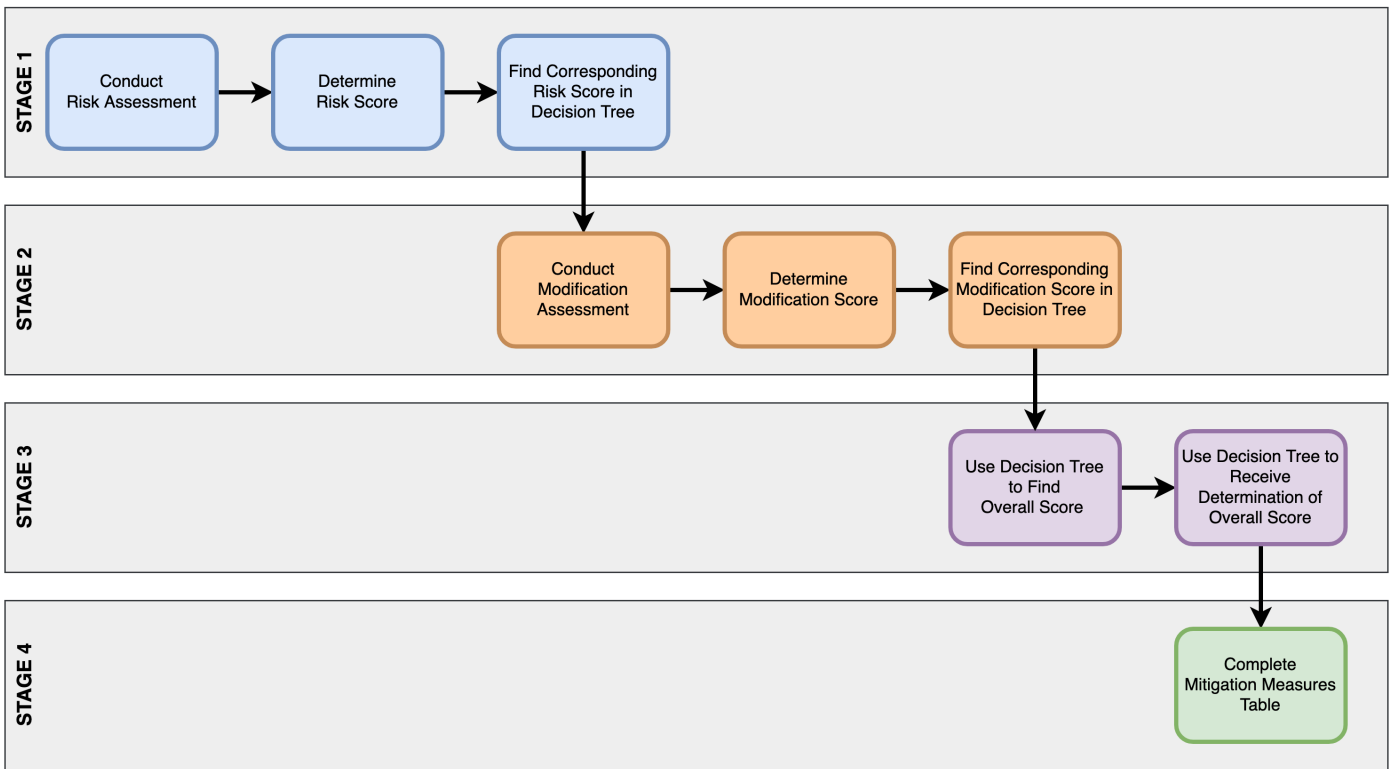 STAGE 1
Conduct
Risk Assessment
Determine
Risk Score
Find Corresponding
Risk Score in
Decision Tree
STAGE 2
Conduct
Modification
Assessment
Determine
Modification Score
Find Corresponding
Modification Score in
Decision Tree
STAGE 3
Use Decision Tree
to Find
Overall Score
Use Decision Tree to
Receive
Determination of
Overall Score
STAGE 4
Complete
Mitigation Measures
Table